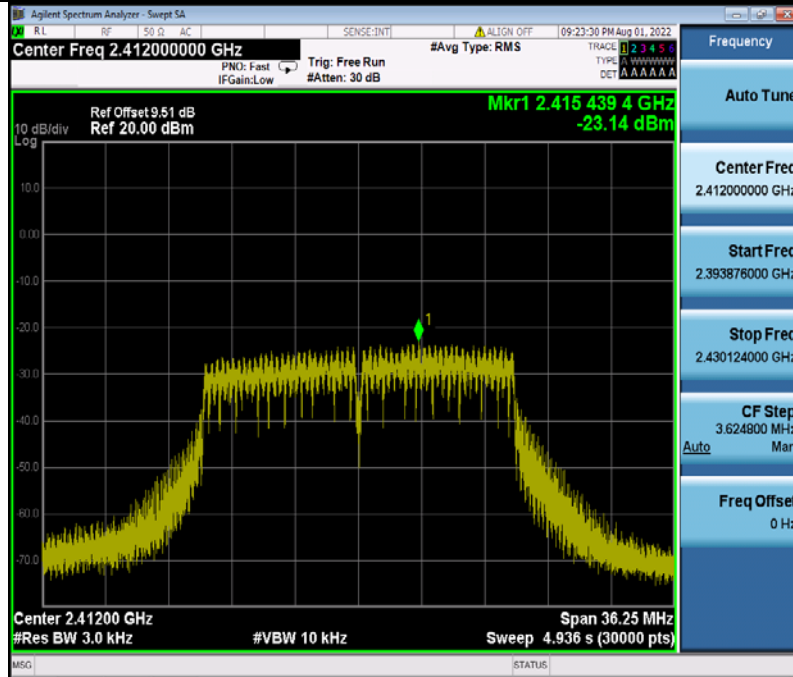 Agilent Spectrum Analyzer - Swept SA
RL RF 50 Ω AC SENSE:INT ALIGN OFF 09:23:30 PM Aug 01, 2022
Center Freq 2.412000000 GHz
PNO: Fast
IFGain:Low
Trig: Free Run
#Atten: 30 dB
#Avg Type: RMS
TRACE 1 2 3 4 5 6
TYPE A WWWWW
DET A A A A A A
Frequency
Ref Offset 9.51 dB
10 dB/div Ref 20.00 dBm
Log
Mkr1 2.415 439 4 GHz
-23.14 dBm
10.0
0.00
-10.0
-20.0
-30.0
-40.0
-50.0
-60.0
-70.0
1
Center 2.41200 GHz
#Res BW 3.0 kHz
#VBW 10 kHz
Span 36.25 MHz
Sweep 4.936 s (30000 pts)
MSG
STATUS
Auto Tune
Center Freq
2.412000000 GHz
Start Freq
2.393876000 GHz
Stop Freq
2.430124000 GHz
CF Step
3.624800 MHz
Auto Man
Freq Offset
0 Hz